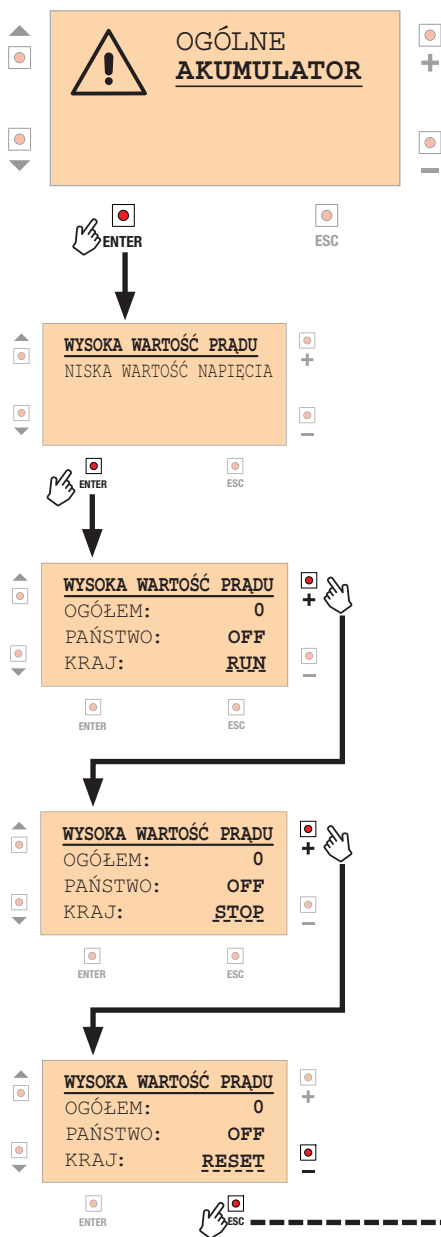 OGÓLNE
AKUMULATOR
+
−
ENTER
ESC
WYSOKA WARTOŚĆ PRĄDU
NISKA WARTOŚĆ NAPIĘCIA
+
−
ENTER
ESC
WYSOKA WARTOŚĆ PRĄDU
OGÓŁEM: 0
PAŃSTWO: OFF
KRAJ: RUN
+
−
ENTER
ESC
WYSOKA WARTOŚĆ PRĄDU
OGÓŁEM: 0
PAŃSTWO: OFF
KRAJ: STOP
+
−
ENTER
ESC
WYSOKA WARTOŚĆ PRĄDU
OGÓŁEM: 0
PAŃSTWO: OFF
KRAJ: RESET
+
−
ENTER
ESC